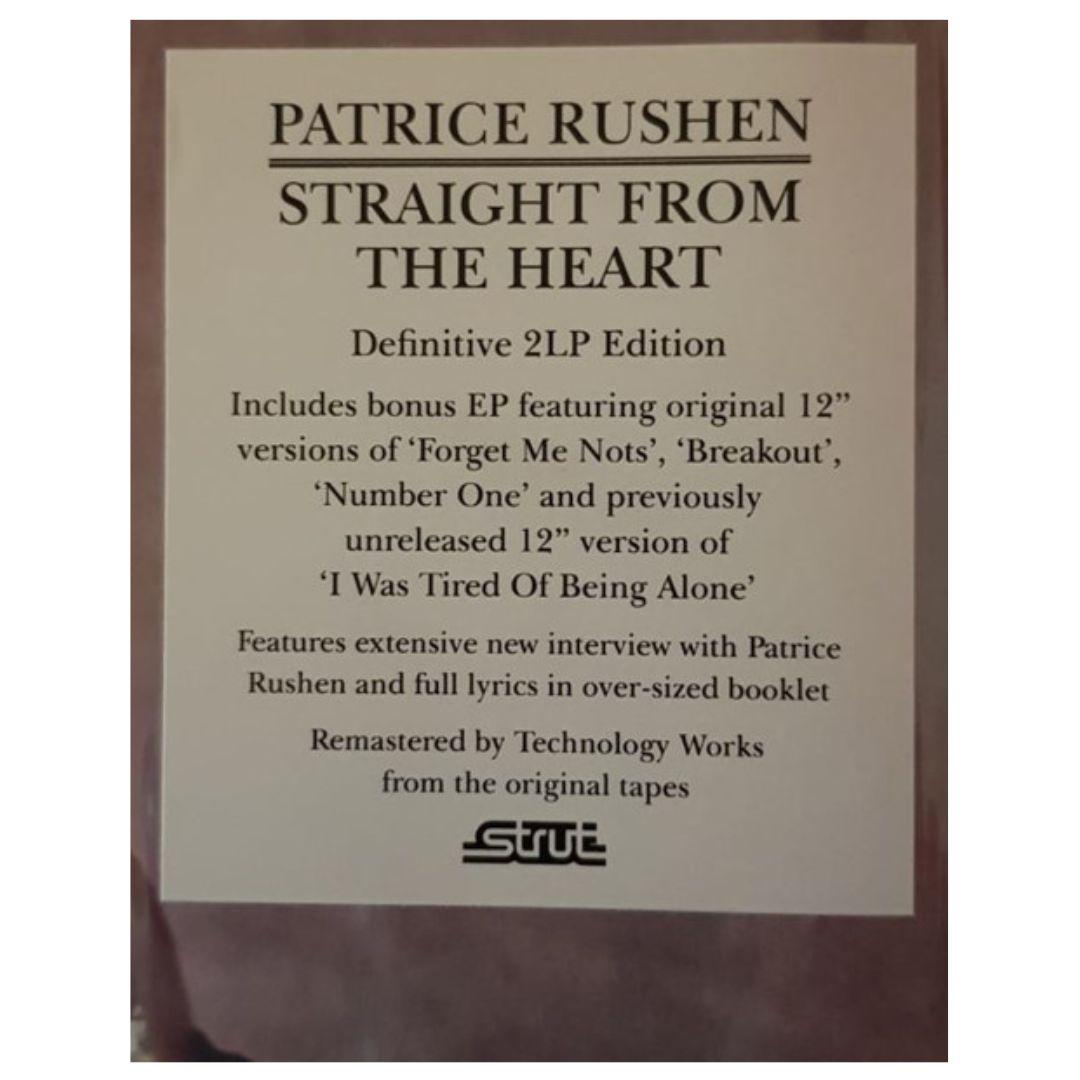 PATRICE RUSHEN
STRAIGHT FROM
THE HEART
Definitive 2LP Edition
Includes bonus EP featuring original 12”
versions of ‘Forget Me Nots’, ‘Breakout’,
‘Number One’ and previously
unreleased 12” version of
‘I Was Tired Of Being Alone’
Features extensive new interview with Patrice
Rushen and full lyrics in over-sized booklet
Remastered by Technology Works
from the original tapes
Strut